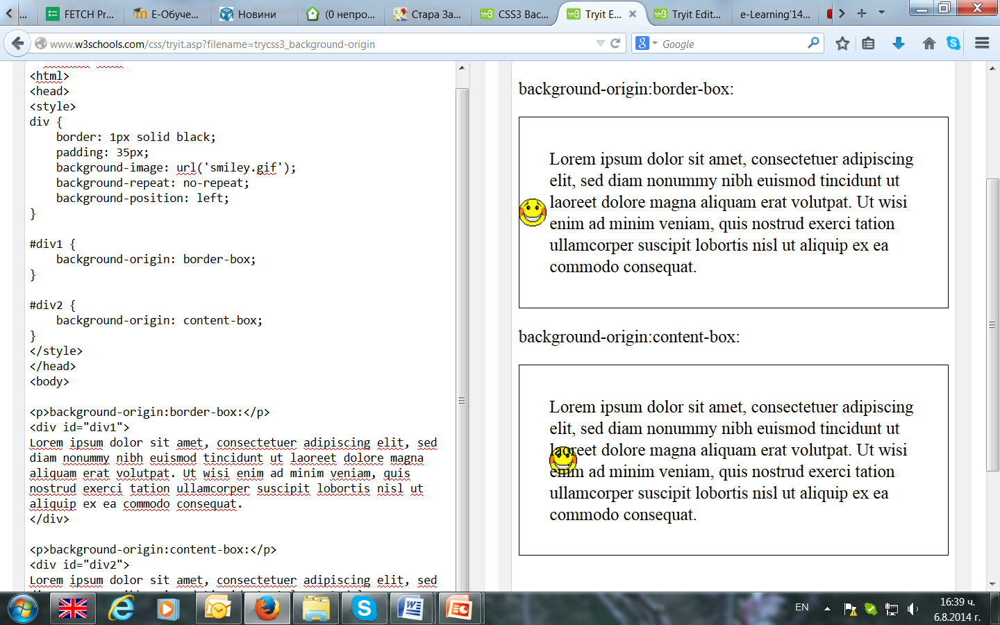 FETCH Pr...
Е-Обуче...
Новини
(0 непро...
Стара За...
CSS3 Bac...
Tryit E...
Tryit Edit...
e-Learning'14...
www.w3schools.com/css/tryit.asp?filename=trycss3_background-origin
Google
<html>
<head>
<style>
div {
    border: 1px solid black;
    padding: 35px;
    background-image: url('smiley.gif');
    background-repeat: no-repeat;
    background-position: left;
}
#div1 {
    background-origin: border-box;
}
#div2 {
    background-origin: content-box;
}
</style>
</head>
<body>
<p>background-origin:border-box:</p>
<div id="div1">
Lorem ipsum dolor sit amet, consectetuer adipiscing elit, sed
diam nonummy nibh euismod tincidunt ut laoreet dolore magna
aliquam erat volutpat. Ut wisi enim ad minim veniam, quis
nostrud exerci tation ullamcorper suscipit lobortis nisl ut
aliquip ex ea commodo consequat.
</div>
<p>background-origin:content-box:</p>
<div id="div2">
Lorem ipsum dolor sit amet, consectetuer adipiscing elit, sed
background-origin:border-box:
Lorem ipsum dolor sit amet, consectetuer adipiscing
elit, sed diam nonummy nibh euismod tincidunt ut
laoreet dolore magna aliquam erat volutpat. Ut wisi
enim ad minim veniam, quis nostrud exerci tation
ullamcorper suscipit lobortis nisl ut aliquip ex ea
commodo consequat.
background-origin:content-box:
Lorem ipsum dolor sit amet, consectetuer adipiscing
elit, sed diam nonummy nibh euismod tincidunt ut
laoreet dolore magna aliquam erat volutpat. Ut wisi
enim ad minim veniam, quis nostrud exerci tation
ullamcorper suscipit lobortis nisl ut aliquip ex ea
commodo consequat.
EN
16:39 ч.
6.8.2014 г.